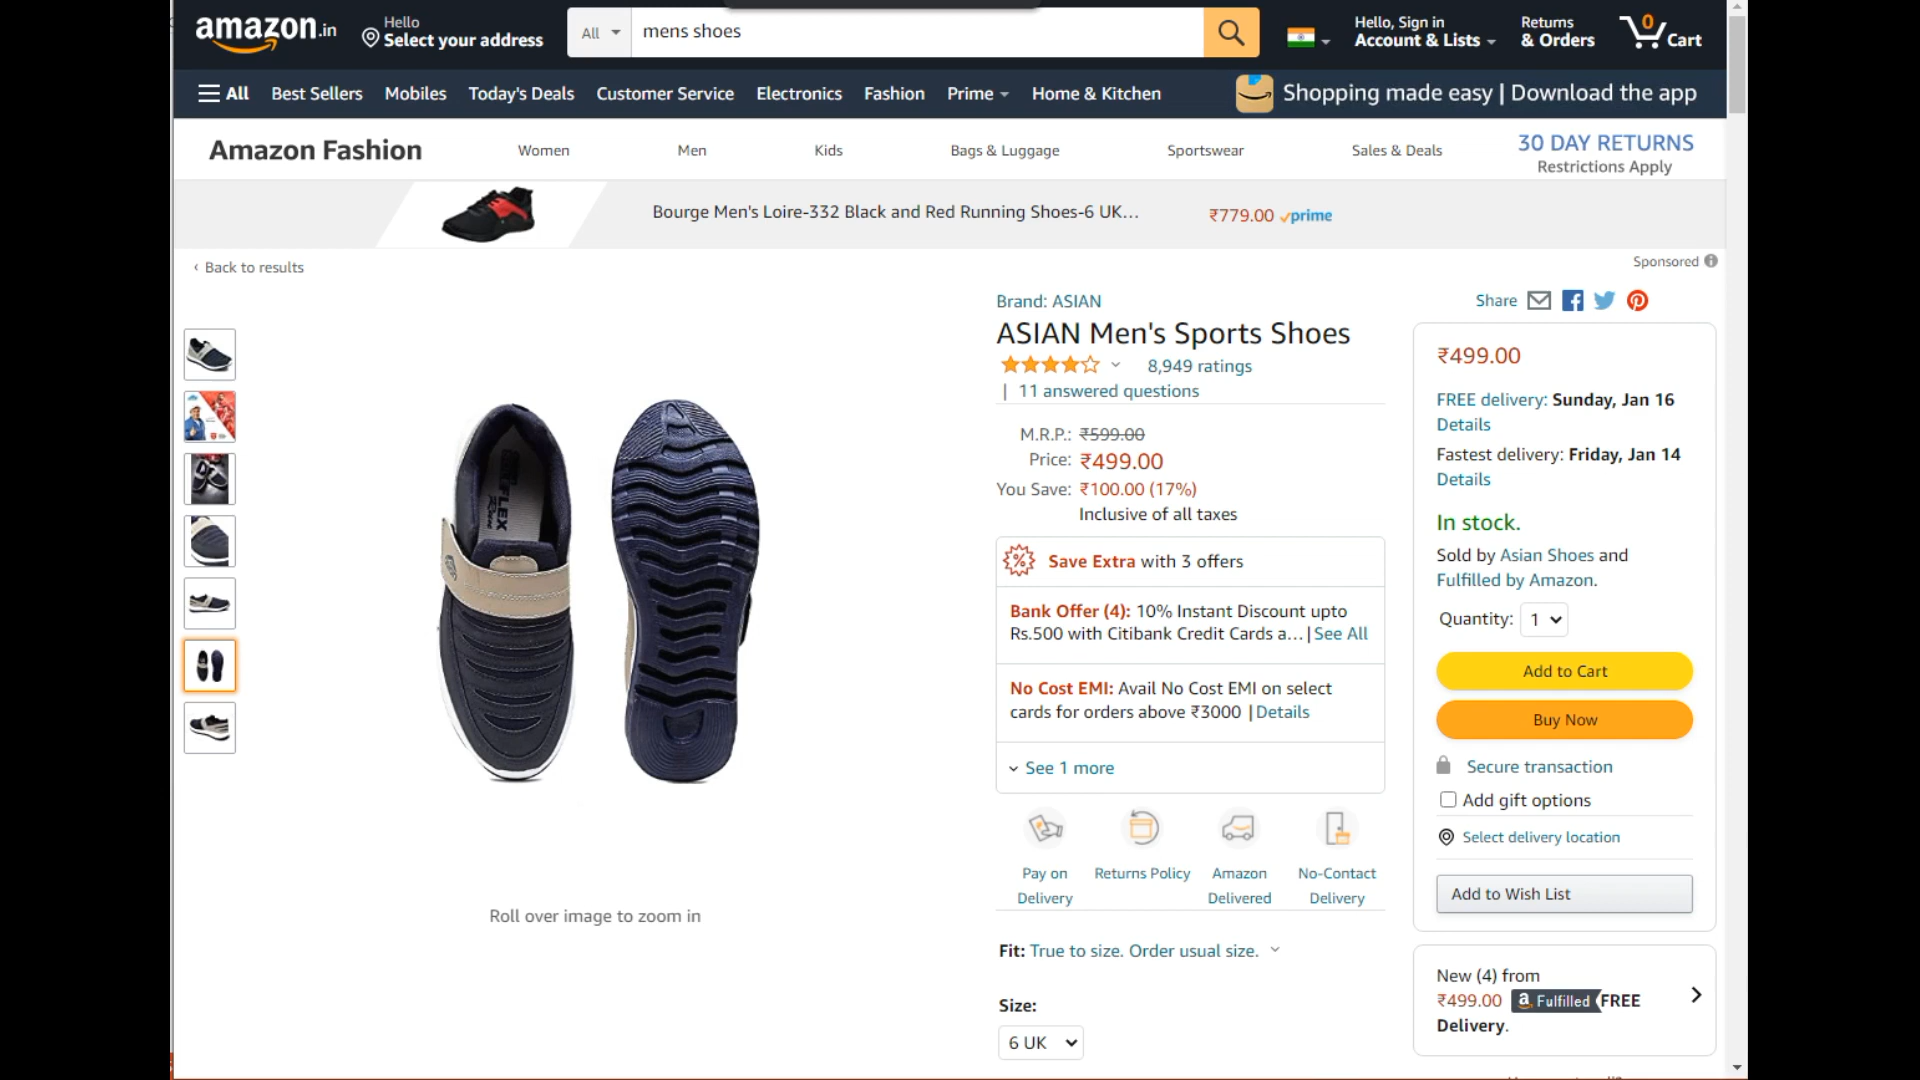 amazon.in
Hello
Select your address
All
mens shoes
Hello, Sign in
Account & Lists
Returns
& Orders
0
Cart
All
Best Sellers
Mobiles
Today's Deals
Customer Service
Electronics
Fashion
Prime
Home & Kitchen
Shopping made easy | Download the app
Amazon Fashion
Women
Men
Kids
Bags & Luggage
Sportswear
Sales & Deals
30 DAY RETURNS
Restrictions Apply
Bourge Men's Loire-332 Black and Red Running Shoes-6 UK…
₹779.00 prime
‹ Back to results
Sponsored
Brand: ASIAN
ASIAN Men's Sports Shoes
8,949 ratings
| 11 answered questions
M.R.P.: ₹599.00
Price: ₹499.00
You Save: ₹100.00 (17%)
Inclusive of all taxes
Save Extra with 3 offers
Bank Offer (4): 10% Instant Discount upto
Rs.500 with Citibank Credit Cards a… | See All
No Cost EMI: Avail No Cost EMI on select
cards for orders above ₹3000 | Details
See 1 more
Pay on
Delivery
Returns Policy
Amazon
Delivered
No-Contact
Delivery
Fit: True to size. Order usual size.
Size:
6 UK
FLEX
Roll over image to zoom in
Share
₹499.00
FREE delivery: Sunday, Jan 16
Details
Fastest delivery: Friday, Jan 14
Details
In stock.
Sold by Asian Shoes and
Fulfilled by Amazon.
Quantity: 1
Add to Cart
Buy Now
Secure transaction
Add gift options
Select delivery location
Add to Wish List
New (4) from
₹499.00 a Fulfilled FREE
Delivery.